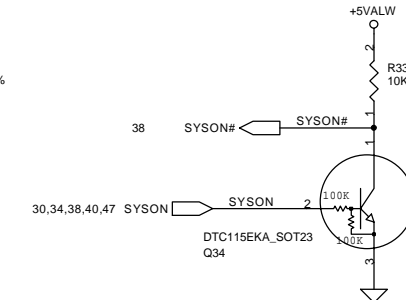 +5VALW
2
%
R33
10K
1
38 SYSON# SYSON#
1
100K
30,34,38,40,47 SYSON SYSON 2
DTC115EKA_SOT23
100K
Q34
3